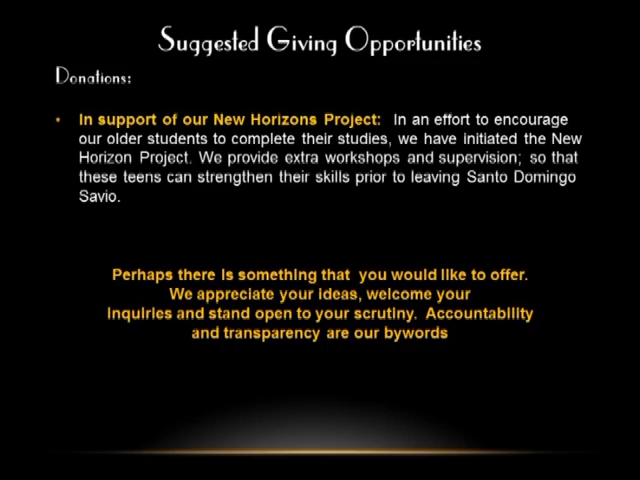 Suggested Giving Opportunities
Donations:
• In support of our New Horizons Project: In an effort to encourage
our older students to complete their studies, we have initiated the New
Horizon Project. We provide extra workshops and supervision; so that
these teens can strengthen their skills prior to leaving Santo Domingo
Savio.
Perhaps there is something that you would like to offer.
We appreciate your ideas, welcome your
inquiries and stand open to your scrutiny. Accountability
and transparency are our bywords